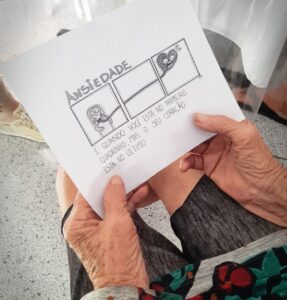 ANSIEDADE
É QUANDO VOCÊ ESTÁ NO PRIMEIRO
QUADRINHO, MAS O SEU CORAÇÃO
ESTÁ NO ÚLTIMO